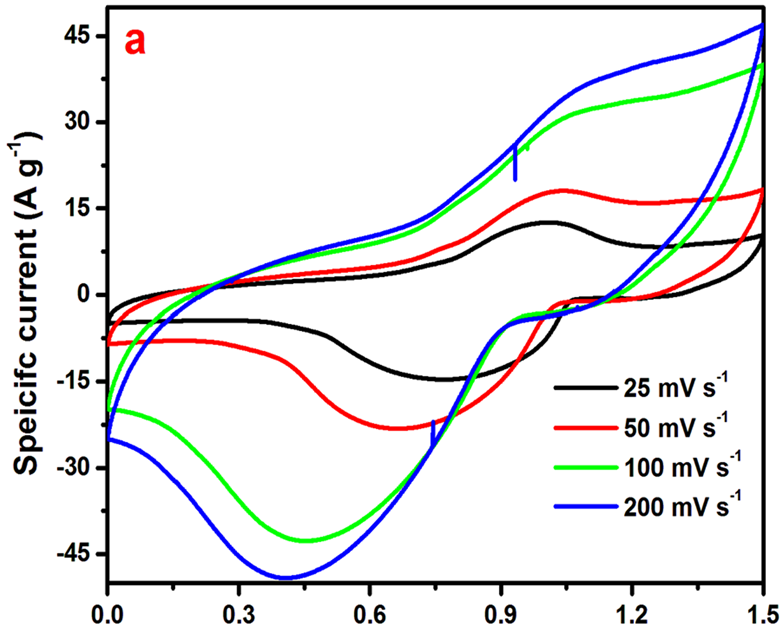 a
Speicifc current (A g⁻¹)
45
30
15
0
-15
-30
-45
25 mV s⁻¹
50 mV s⁻¹
100 mV s⁻¹
200 mV s⁻¹
0.0 0.3 0.6 0.9 1.2 1.5